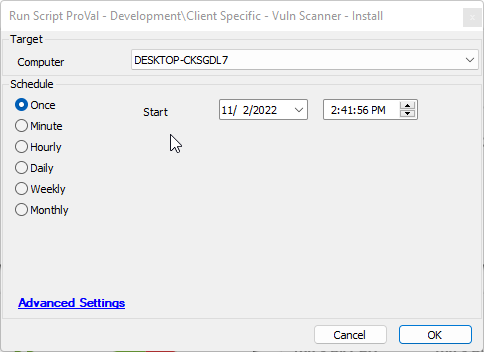 Run Script ProVal - Development\Client Specific - Vuln Scanner - Install
Target
Computer DESKTOP-CKSGDL7
Schedule
Once Start 11/ 2/2022 2:41:56 PM
Minute
Hourly
Daily
Weekly
Monthly
Advanced Settings
Cancel OK